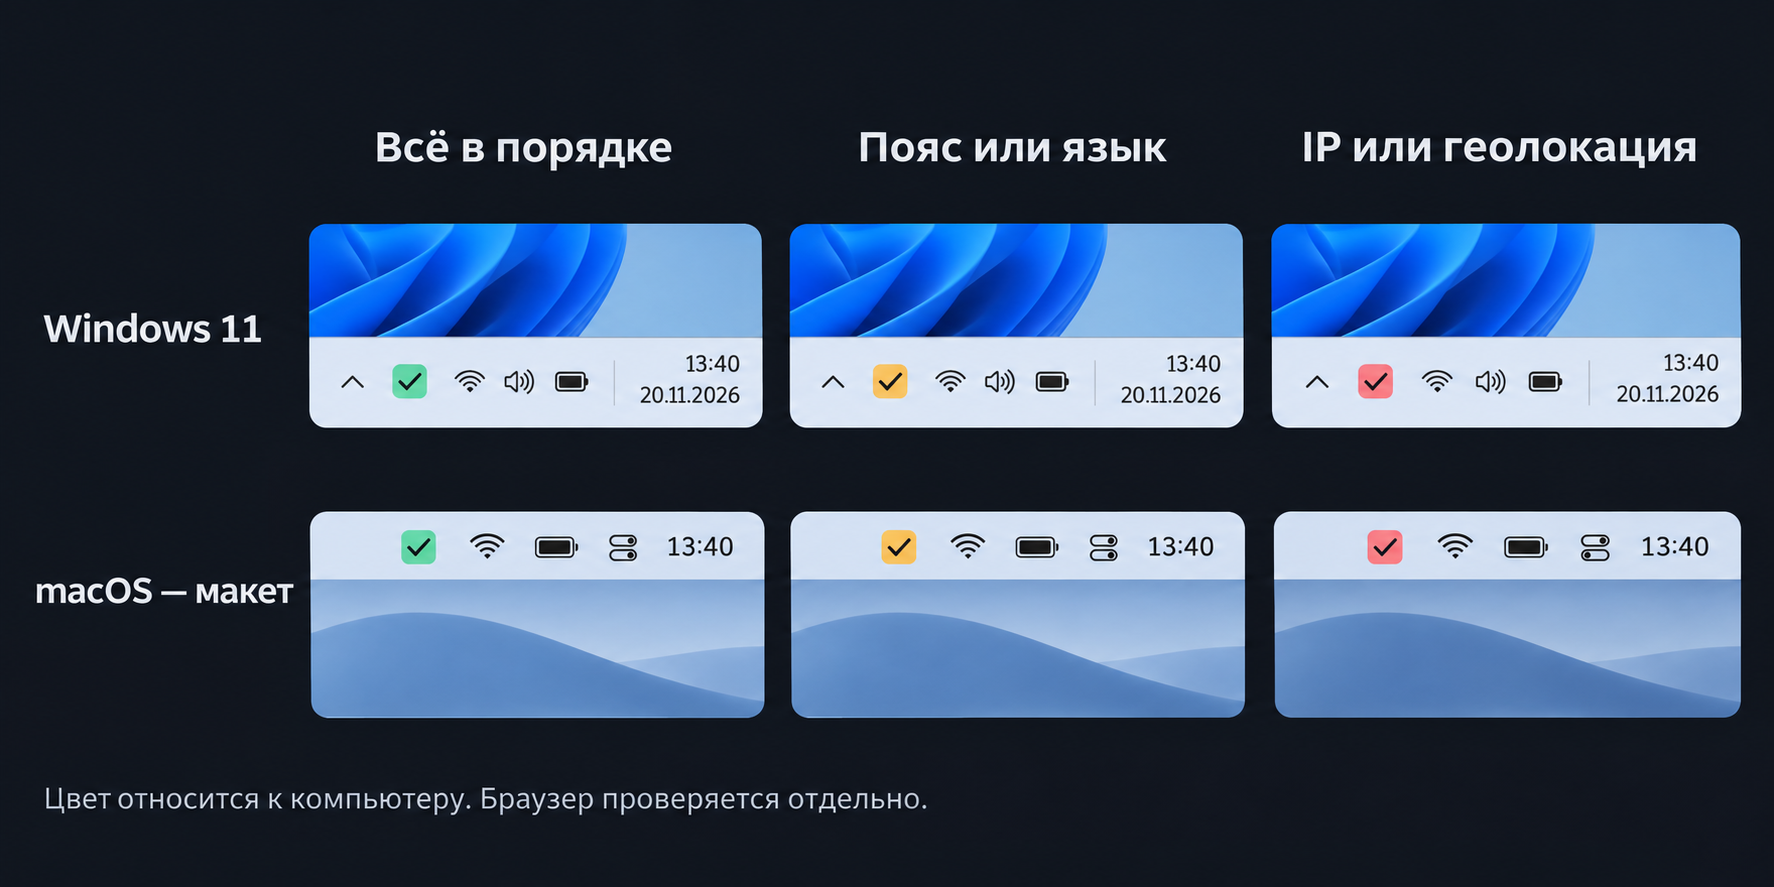 Всё в порядке
Пояс или язык
IP или геолокация
Windows 11
13:40
20.11.2026
13:40
20.11.2026
13:40
20.11.2026
macOS — макет
13:40
13:40
13:40
Цвет относится к компьютеру. Браузер проверяется отдельно.